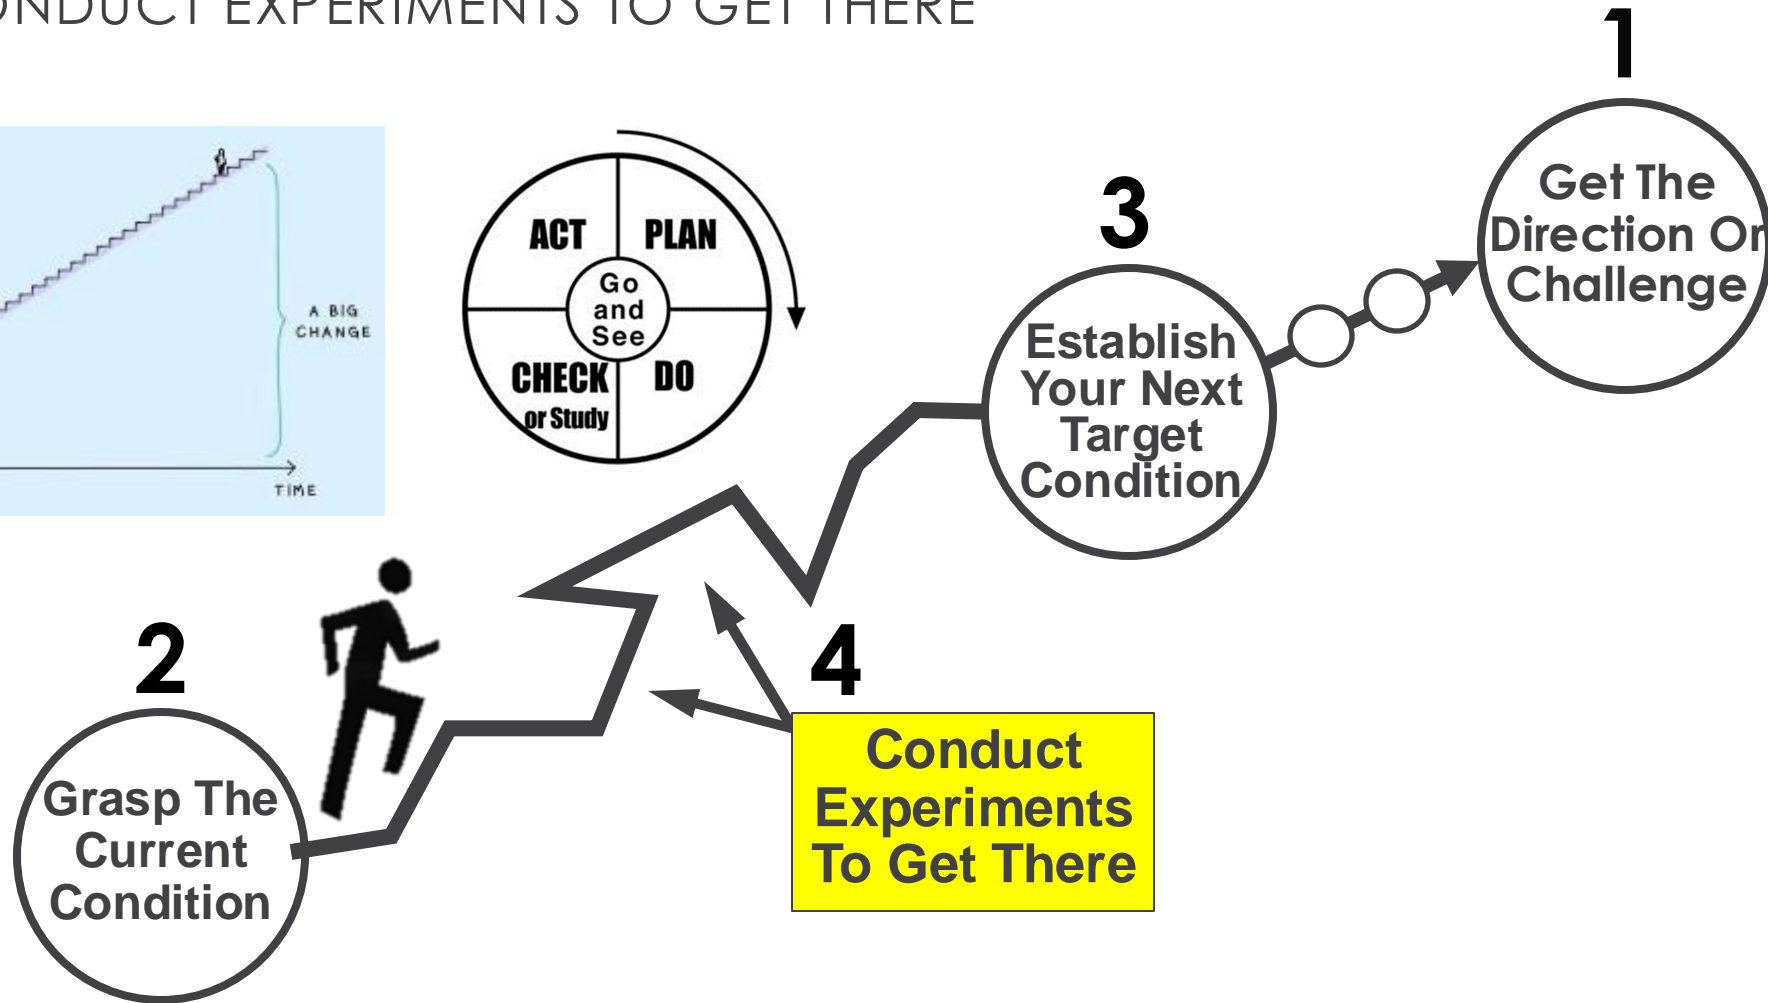 ONDUCT EXPERIMENTS TO GET THERE
1
Get The
Direction Or
Challenge
A BIG
CHANGE
TIME
ACT
PLAN
Go
and
See
CHECK
or Study
DO
3
Establish
Your Next
Target
Condition
2
Grasp The
Current
Condition
4
Conduct
Experiments
To Get There